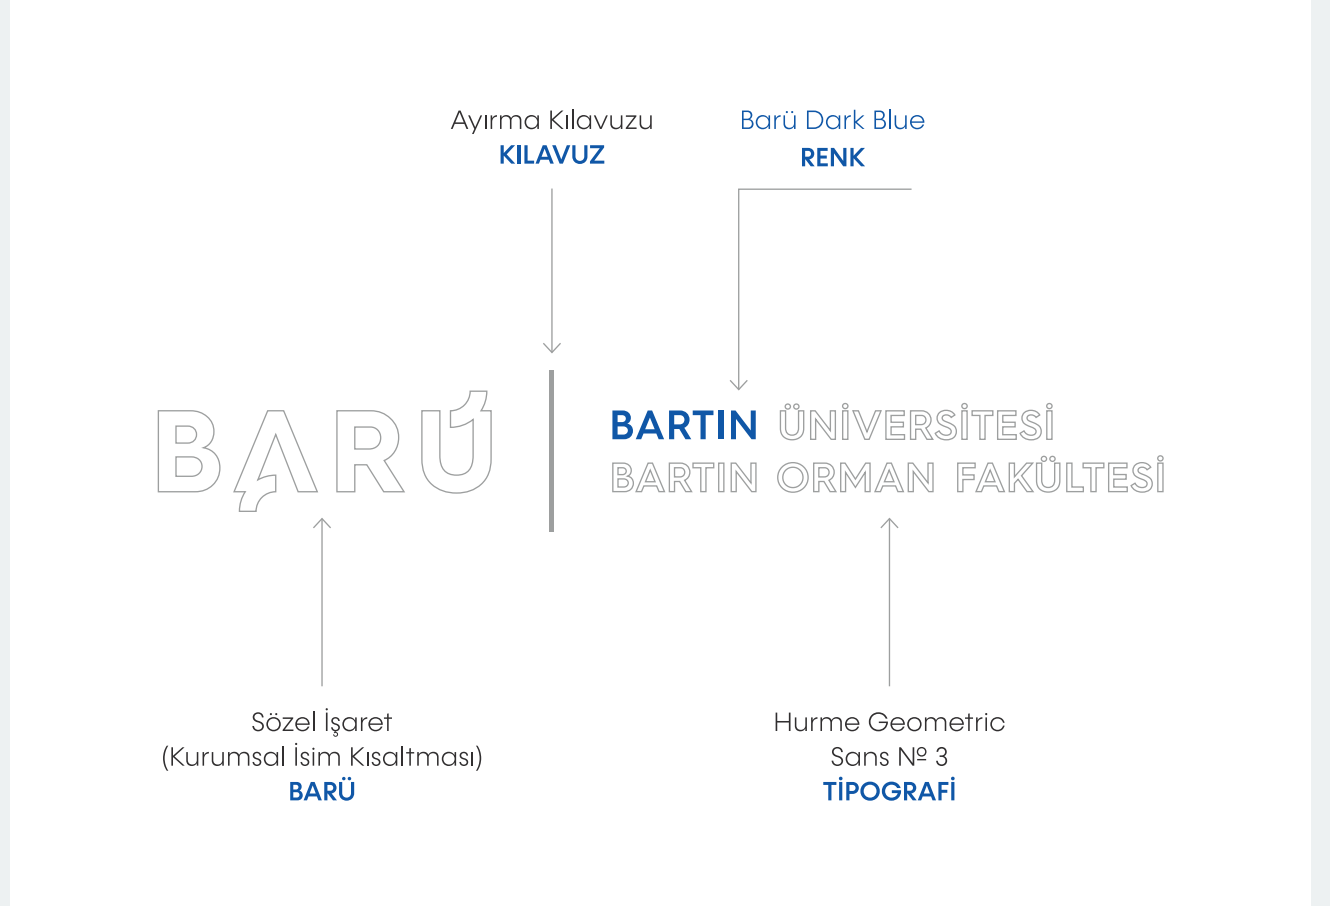 Ayırma Kılavuzu
KILAVUZ
Barü Dark Blue
RENK
BARÜ
BARTIN ÜNİVERSİTESİ
BARTIN ORMAN FAKÜLTESİ
Sözel İşaret
(Kurumsal İsim Kısaltması)
BARÜ
Hurme Geometric
Sans Nº 3
TİPOGRAFİ